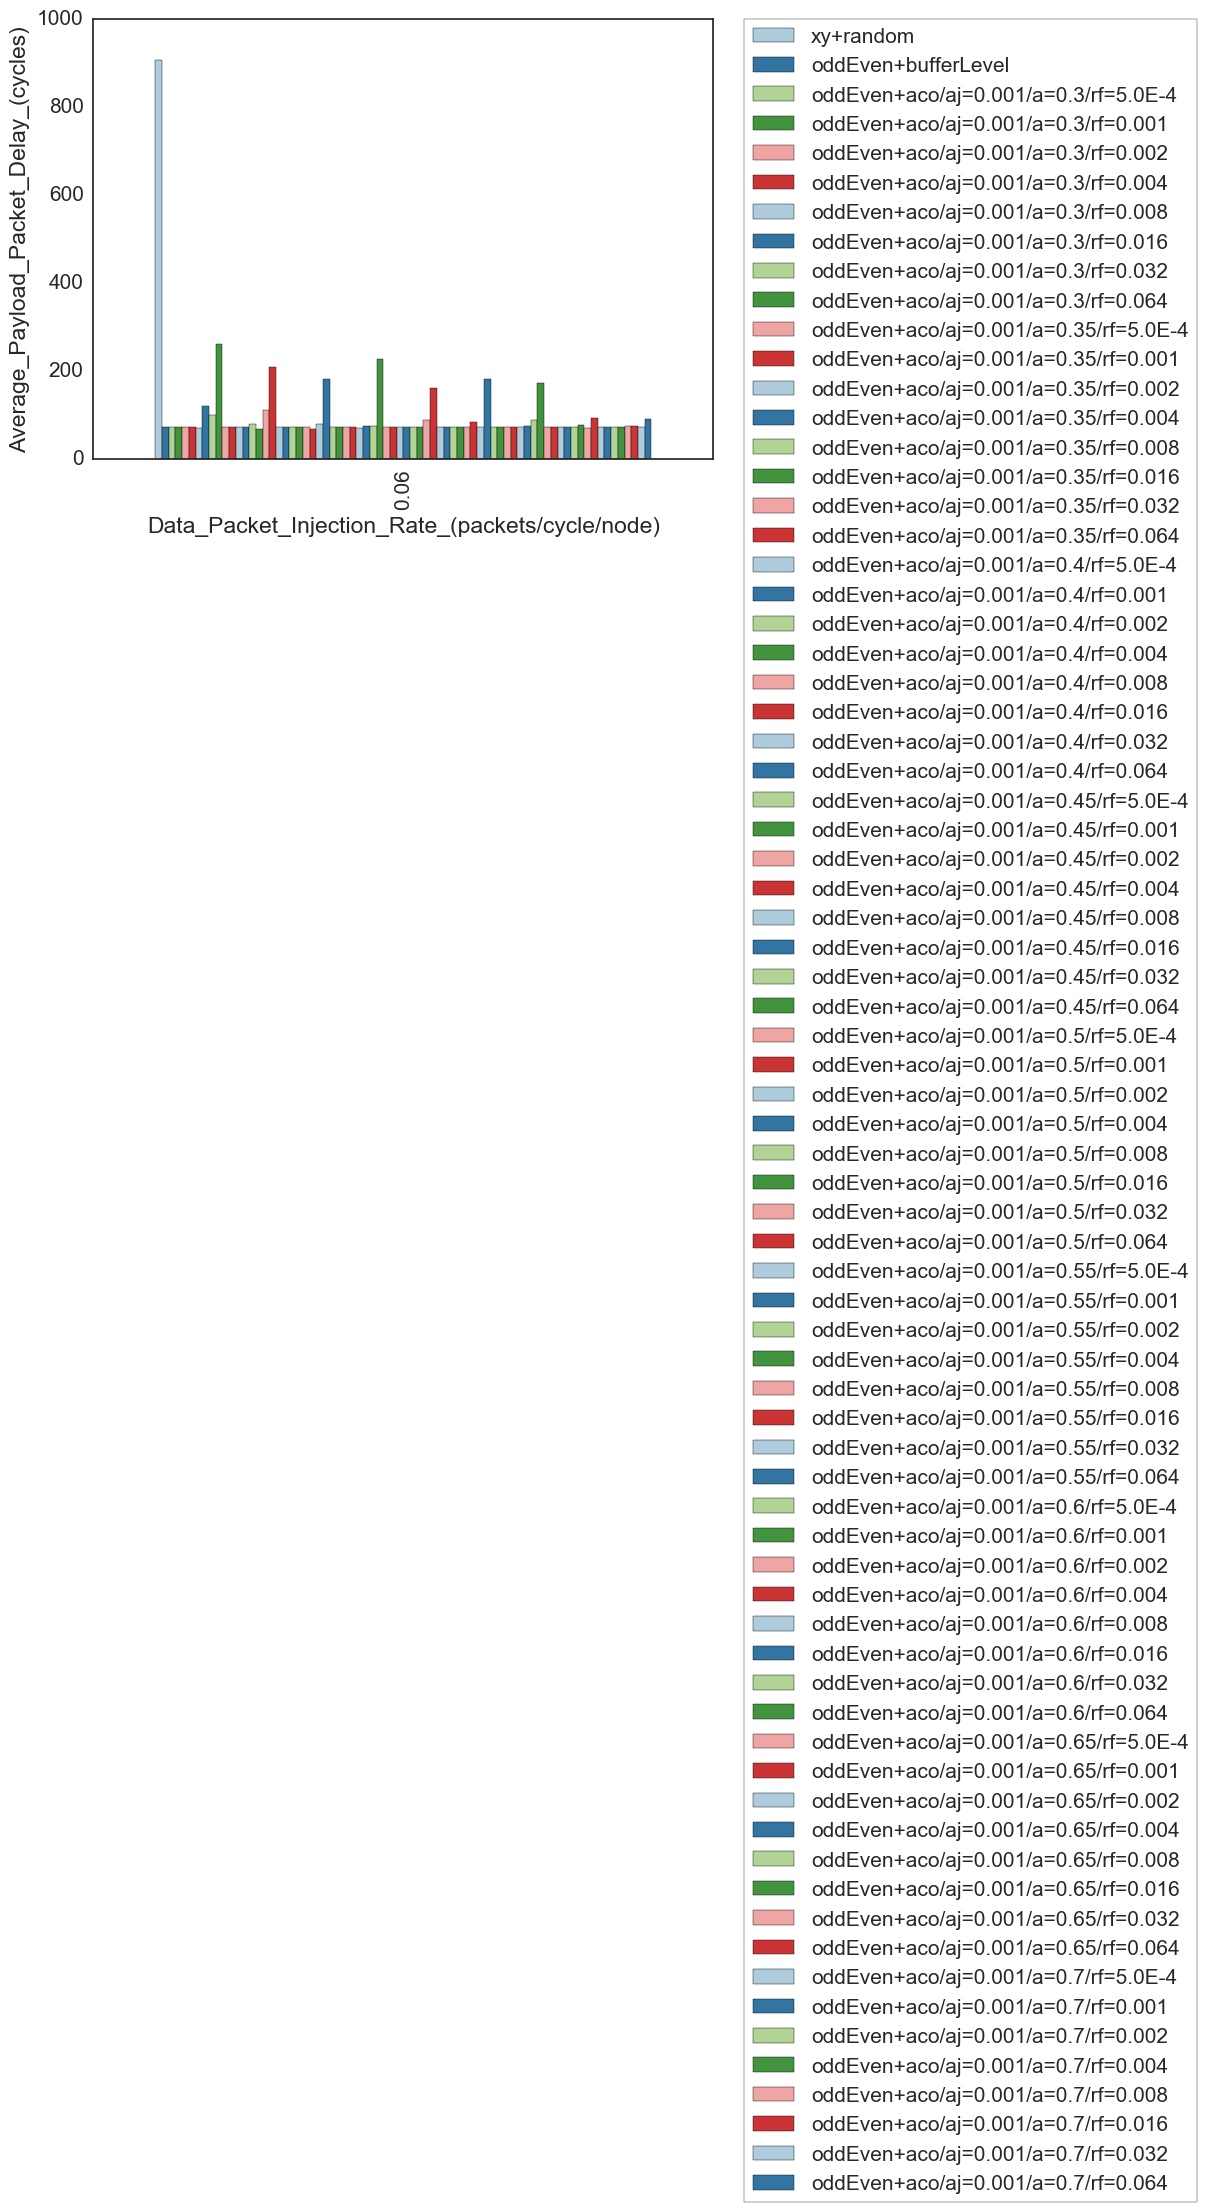 Average_Payload_Packet_Delay_(cycles)
1000
800
600
400
200
0
0.06
Data_Packet_Injection_Rate_(packets/cycle/node)
xy+random
oddEven+bufferLevel
oddEven+aco/aj=0.001/a=0.3/rf=5.0E-4
oddEven+aco/aj=0.001/a=0.3/rf=0.001
oddEven+aco/aj=0.001/a=0.3/rf=0.002
oddEven+aco/aj=0.001/a=0.3/rf=0.004
oddEven+aco/aj=0.001/a=0.3/rf=0.008
oddEven+aco/aj=0.001/a=0.3/rf=0.016
oddEven+aco/aj=0.001/a=0.3/rf=0.032
oddEven+aco/aj=0.001/a=0.3/rf=0.064
oddEven+aco/aj=0.001/a=0.35/rf=5.0E-4
oddEven+aco/aj=0.001/a=0.35/rf=0.001
oddEven+aco/aj=0.001/a=0.35/rf=0.002
oddEven+aco/aj=0.001/a=0.35/rf=0.004
oddEven+aco/aj=0.001/a=0.35/rf=0.008
oddEven+aco/aj=0.001/a=0.35/rf=0.016
oddEven+aco/aj=0.001/a=0.35/rf=0.032
oddEven+aco/aj=0.001/a=0.35/rf=0.064
oddEven+aco/aj=0.001/a=0.4/rf=5.0E-4
oddEven+aco/aj=0.001/a=0.4/rf=0.001
oddEven+aco/aj=0.001/a=0.4/rf=0.002
oddEven+aco/aj=0.001/a=0.4/rf=0.004
oddEven+aco/aj=0.001/a=0.4/rf=0.008
oddEven+aco/aj=0.001/a=0.4/rf=0.016
oddEven+aco/aj=0.001/a=0.4/rf=0.032
oddEven+aco/aj=0.001/a=0.4/rf=0.064
oddEven+aco/aj=0.001/a=0.45/rf=5.0E-4
oddEven+aco/aj=0.001/a=0.45/rf=0.001
oddEven+aco/aj=0.001/a=0.45/rf=0.002
oddEven+aco/aj=0.001/a=0.45/rf=0.004
oddEven+aco/aj=0.001/a=0.45/rf=0.008
oddEven+aco/aj=0.001/a=0.45/rf=0.016
oddEven+aco/aj=0.001/a=0.45/rf=0.032
oddEven+aco/aj=0.001/a=0.45/rf=0.064
oddEven+aco/aj=0.001/a=0.5/rf=5.0E-4
oddEven+aco/aj=0.001/a=0.5/rf=0.001
oddEven+aco/aj=0.001/a=0.5/rf=0.002
oddEven+aco/aj=0.001/a=0.5/rf=0.004
oddEven+aco/aj=0.001/a=0.5/rf=0.008
oddEven+aco/aj=0.001/a=0.5/rf=0.016
oddEven+aco/aj=0.001/a=0.5/rf=0.032
oddEven+aco/aj=0.001/a=0.5/rf=0.064
oddEven+aco/aj=0.001/a=0.55/rf=5.0E-4
oddEven+aco/aj=0.001/a=0.55/rf=0.001
oddEven+aco/aj=0.001/a=0.55/rf=0.002
oddEven+aco/aj=0.001/a=0.55/rf=0.004
oddEven+aco/aj=0.001/a=0.55/rf=0.008
oddEven+aco/aj=0.001/a=0.55/rf=0.016
oddEven+aco/aj=0.001/a=0.55/rf=0.032
oddEven+aco/aj=0.001/a=0.55/rf=0.064
oddEven+aco/aj=0.001/a=0.6/rf=5.0E-4
oddEven+aco/aj=0.001/a=0.6/rf=0.001
oddEven+aco/aj=0.001/a=0.6/rf=0.002
oddEven+aco/aj=0.001/a=0.6/rf=0.004
oddEven+aco/aj=0.001/a=0.6/rf=0.008
oddEven+aco/aj=0.001/a=0.6/rf=0.016
oddEven+aco/aj=0.001/a=0.6/rf=0.032
oddEven+aco/aj=0.001/a=0.6/rf=0.064
oddEven+aco/aj=0.001/a=0.65/rf=5.0E-4
oddEven+aco/aj=0.001/a=0.65/rf=0.001
oddEven+aco/aj=0.001/a=0.65/rf=0.002
oddEven+aco/aj=0.001/a=0.65/rf=0.004
oddEven+aco/aj=0.001/a=0.65/rf=0.008
oddEven+aco/aj=0.001/a=0.65/rf=0.016
oddEven+aco/aj=0.001/a=0.65/rf=0.032
oddEven+aco/aj=0.001/a=0.65/rf=0.064
oddEven+aco/aj=0.001/a=0.7/rf=5.0E-4
oddEven+aco/aj=0.001/a=0.7/rf=0.001
oddEven+aco/aj=0.001/a=0.7/rf=0.002
oddEven+aco/aj=0.001/a=0.7/rf=0.004
oddEven+aco/aj=0.001/a=0.7/rf=0.008
oddEven+aco/aj=0.001/a=0.7/rf=0.016
oddEven+aco/aj=0.001/a=0.7/rf=0.032
oddEven+aco/aj=0.001/a=0.7/rf=0.064